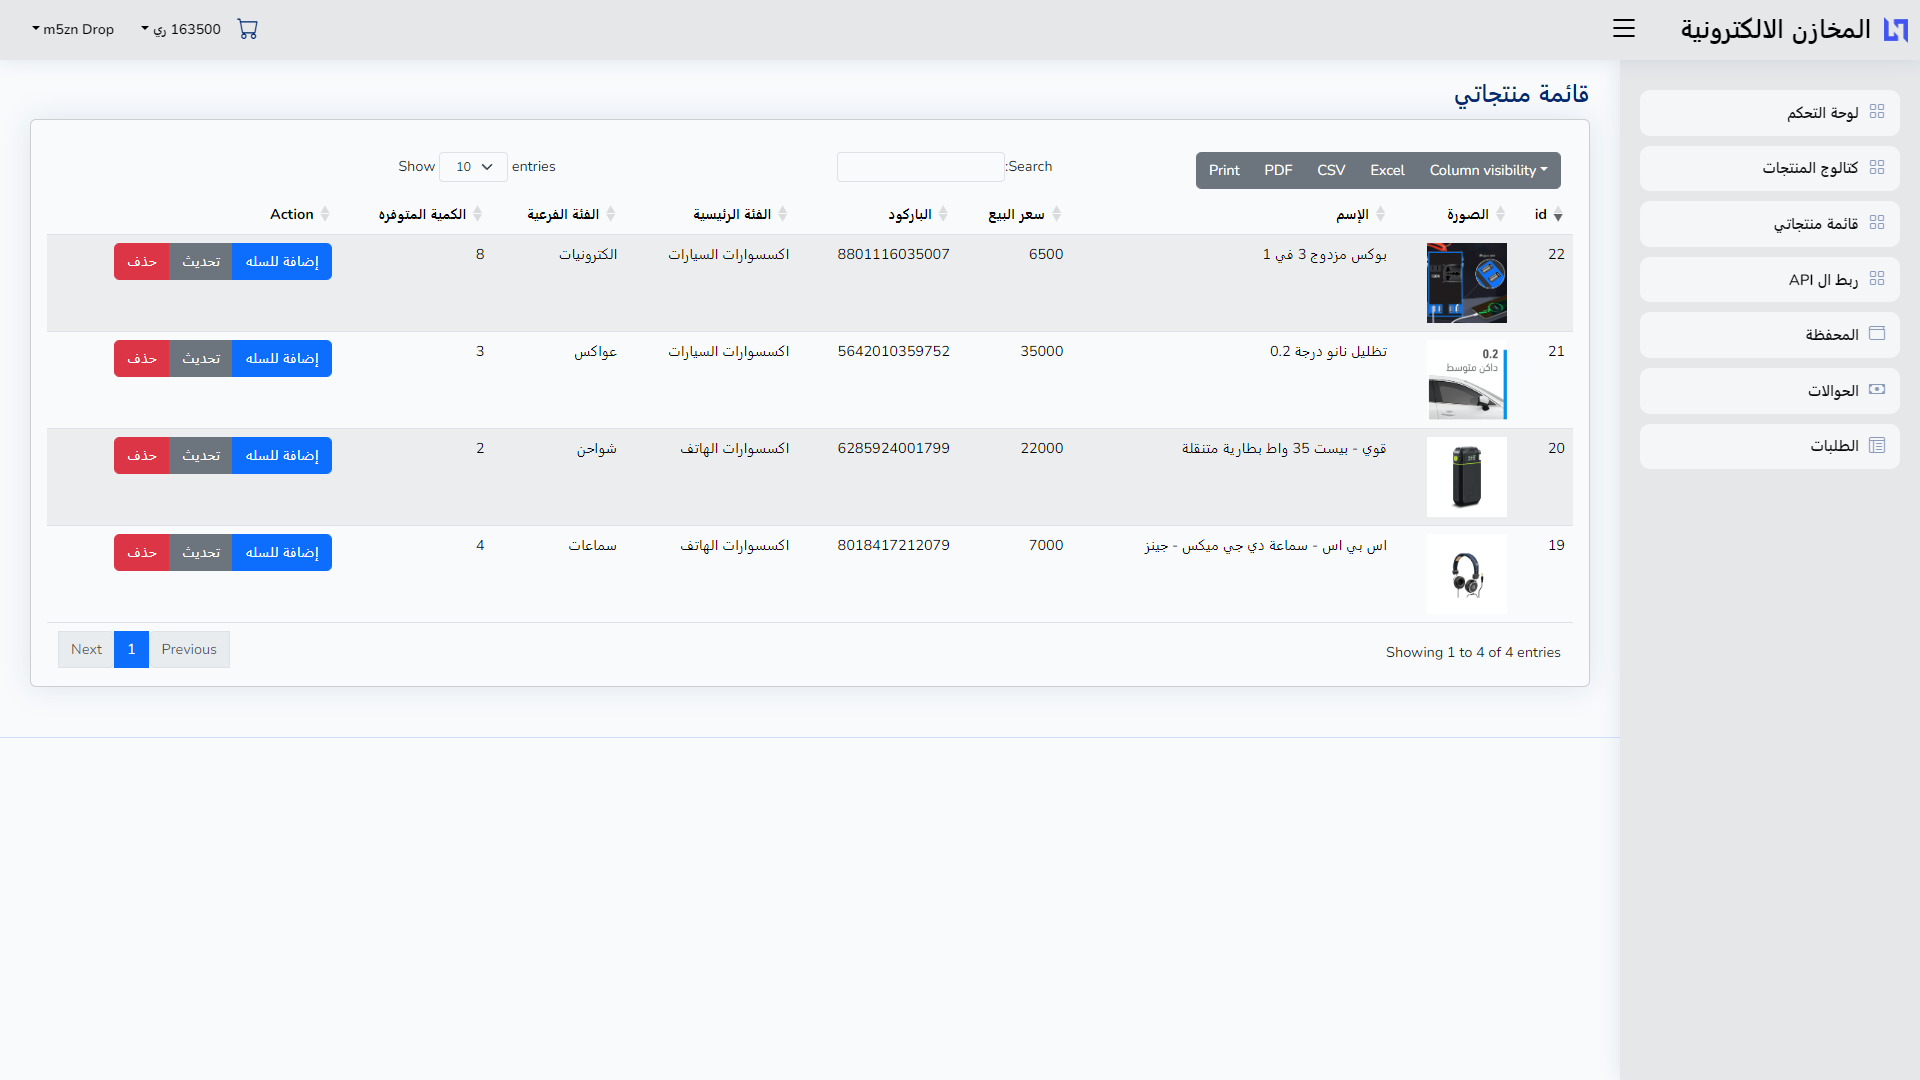 المخازن الالكترونية
163500 ري
m5zn Drop
لوحة التحكم
كتالوج المنتجات
قائمة منتجاتي
ربط ال API
المحفظة
الحوالات
الطلبات
قائمة منتجاتي
Print PDF CSV Excel Column visibility
Search:
Show 10 entries
id الصورة الإسم سعر البيع الباركود الفئة الرئيسية الفئة الفرعية الكمية المتوفره Action
22 بوكس مزدوج 3 في 1 6500 8801116035007 اكسسوارات السيارات الكترونيات 8 إضافة للسله تحديث حذف
21 تظليل نانو درجة 0.2 35000 5642010359752 اكسسوارات السيارات عواكس 3 إضافة للسله تحديث حذف
0.2
داكن متوسط
20 قوي - بيست 35 واط بطارية متنقلة 22000 6285924001799 اكسسوارات الهاتف شواحن 2 إضافة للسله تحديث حذف
19 اس بي اس - سماعة دي جي ميكس - جينز 7000 8018417212079 اكسسوارات الهاتف سماعات 4 إضافة للسله تحديث حذف
Showing 1 to 4 of 4 entries
Previous 1 Next